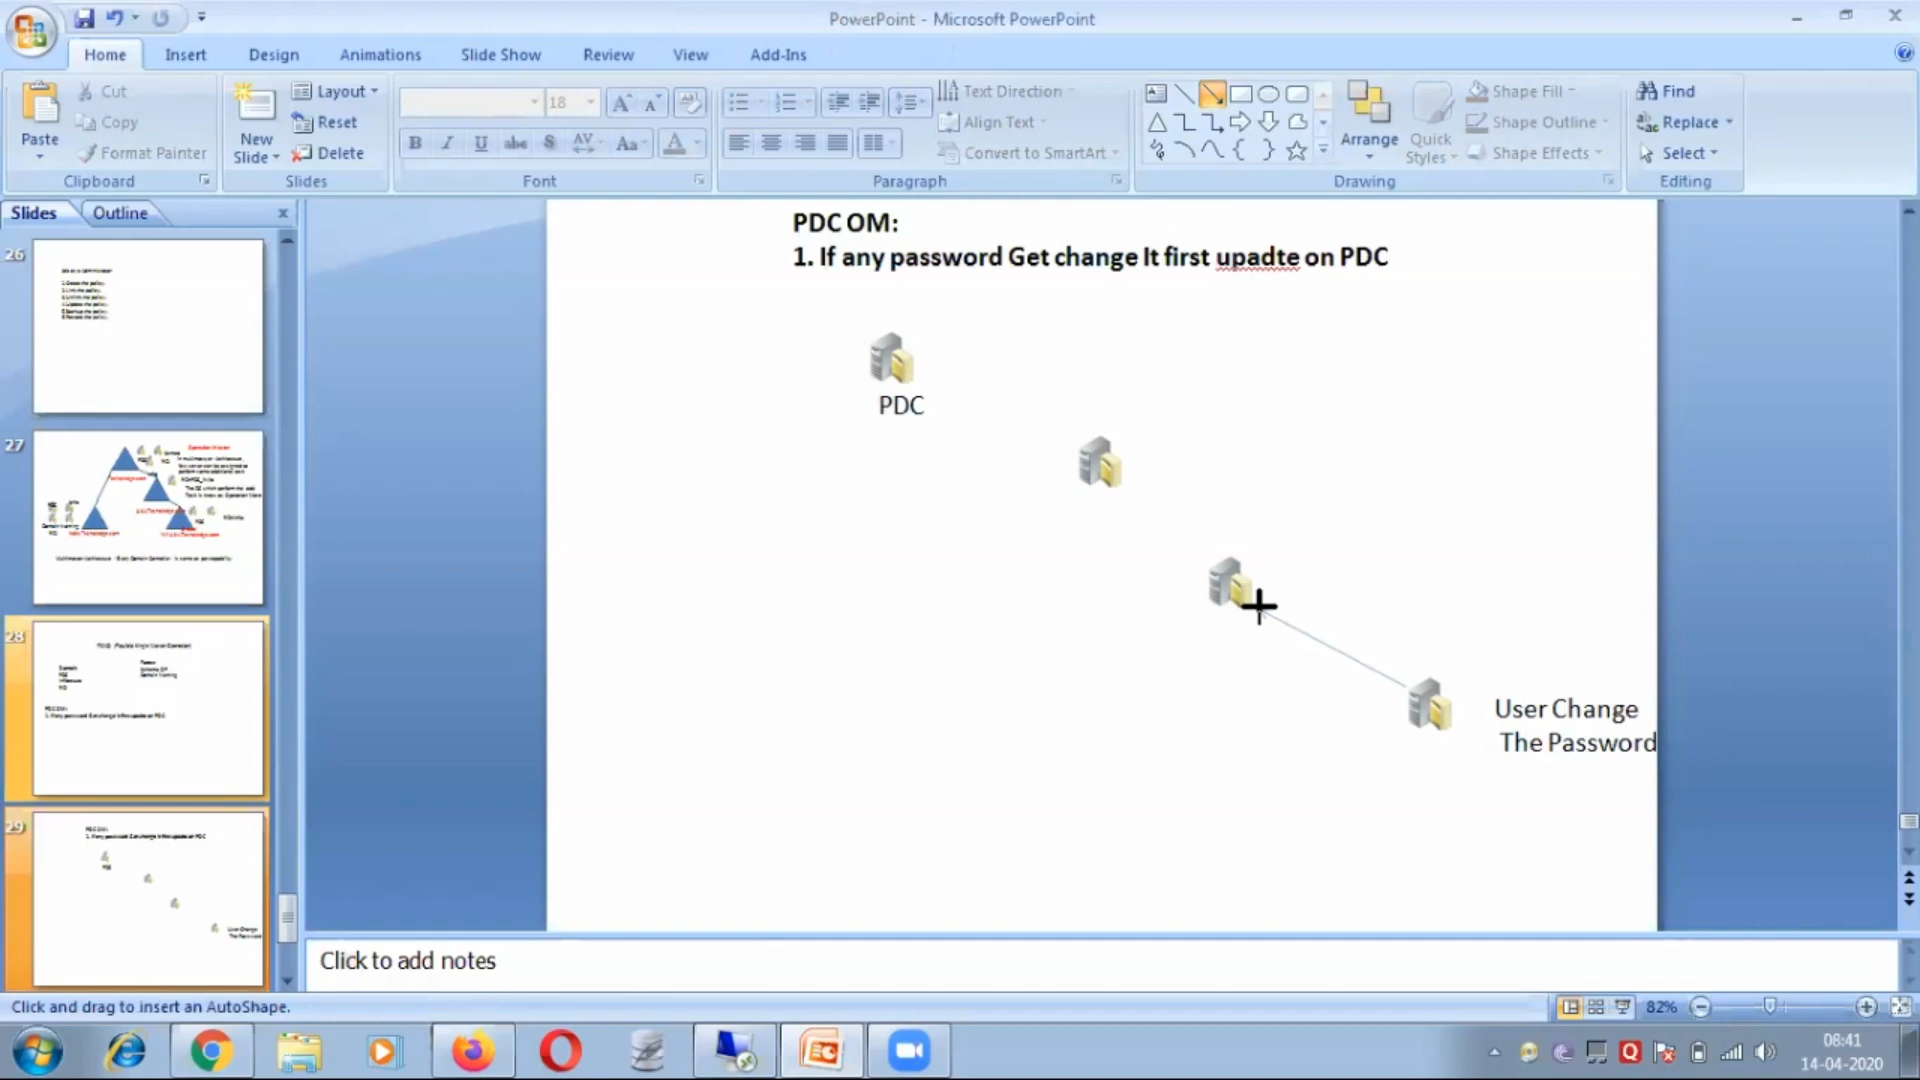 PowerPoint - Microsoft PowerPoint
Home Insert Design Animations Slide Show Review View Add-Ins
Paste
Cut
Copy
Format Painter
Clipboard
New Slide
Layout
Reset
Delete
Slides
18
B I U abc S AV Aa A
Font
Text Direction
Align Text
Convert to SmartArt
Paragraph
Arrange
Quick Styles
Shape Fill
Shape Outline
Shape Effects
Drawing
Find
Replace
Select
Editing
Slides Outline
26
27
28
29
PDC OM:
1. If any password Get change It first upadte on PDC
PDC
User Change
The Password
Click to add notes
Click and drag to insert an AutoShape.
82%
08:41
14-04-2020